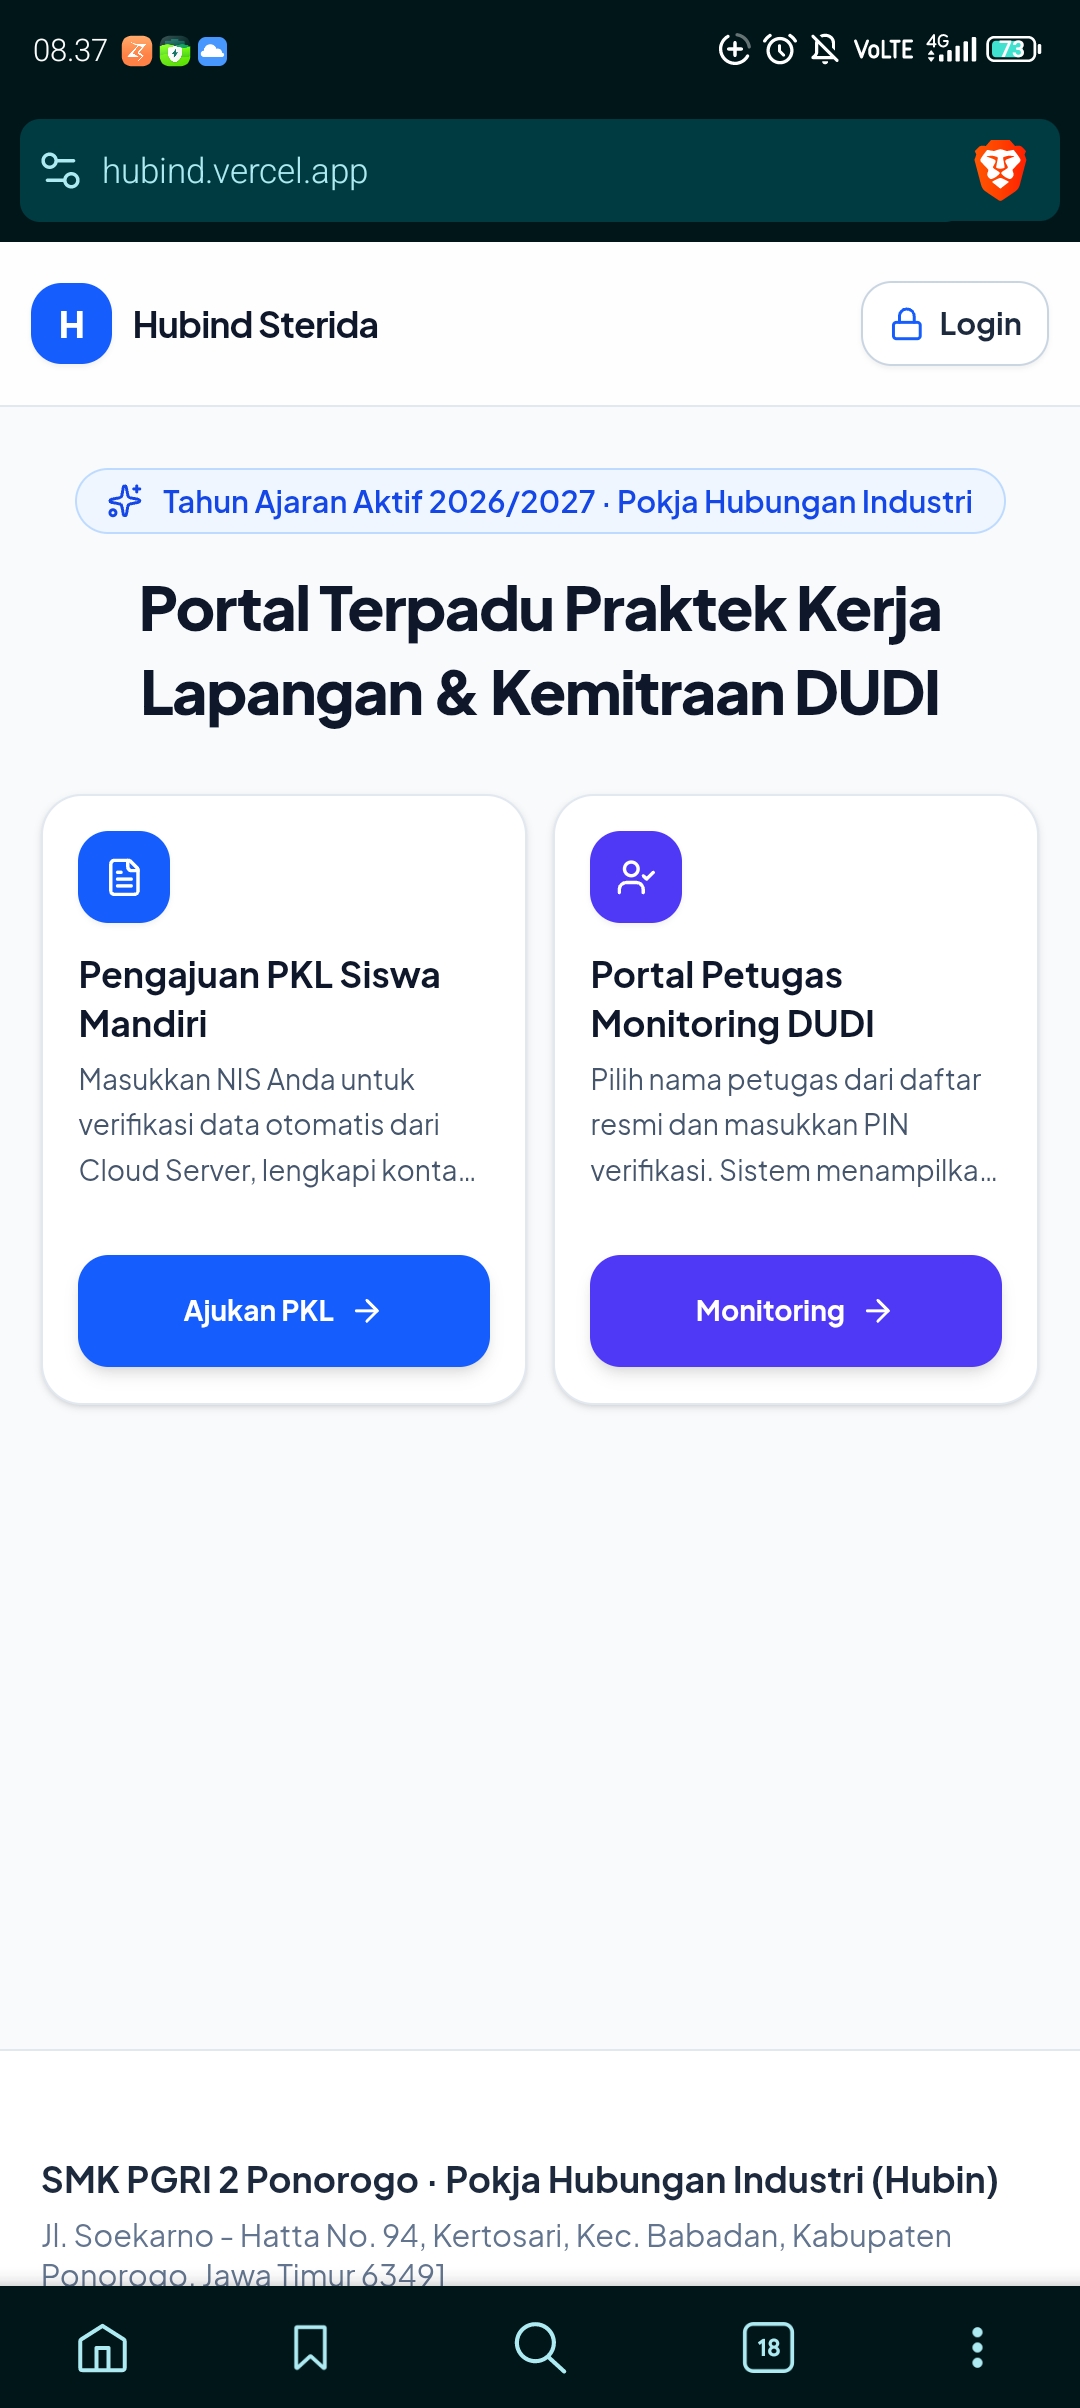 08.37
VoLTE 4G 73
hubind.vercel.app
H Hubind Sterida
Login
Tahun Ajaran Aktif 2026/2027 · Pokja Hubungan Industri
Portal Terpadu Praktek Kerja
Lapangan & Kemitraan DUDI
Pengajuan PKL Siswa
Mandiri
Masukkan NIS Anda untuk
verifikasi data otomatis dari
Cloud Server, lengkapi konta...
Ajukan PKL
Portal Petugas
Monitoring DUDI
Pilih nama petugas dari daftar
resmi dan masukkan PIN
verifikasi. Sistem menampilka...
Monitoring
SMK PGRI 2 Ponorogo · Pokja Hubungan Industri (Hubin)
Jl. Soekarno - Hatta No. 94, Kertosari, Kec. Babadan, Kabupaten
Ponorogo, Jawa Timur 63491
18